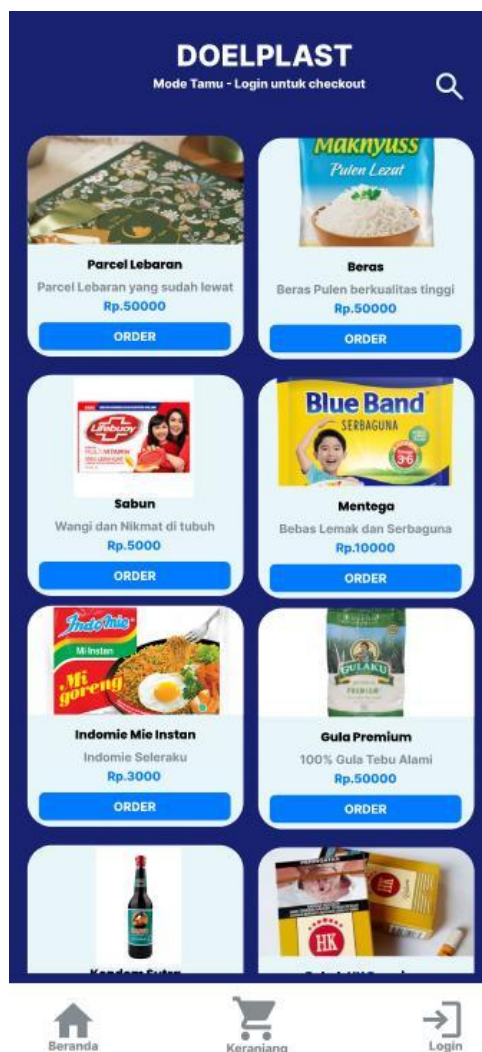 DOELPLAST
Mode Tamu - Login untuk checkout
Maknyuss
Pulen Lezat
Parcel Lebaran
Parcel Lebaran yang sudah lewat
Rp.50000
ORDER
Beras
Beras Pulen berkualitas tinggi
Rp.50000
ORDER
Lifebuoy
Sabun
Wangi dan Nikmat di tubuh
Rp.5000
ORDER
Blue Band
SERBAGUNA
Mentega
Bebas Lemak dan Serbaguna
Rp.10000
ORDER
Indomie
Mi Instan
Mi
goreng
Indomie Mie Instan
Indomie Seleraku
Rp.3000
ORDER
GULAKU
PREMIUM
Gula Premium
100% Gula Tebu Alami
Rp.50000
ORDER
PERINGATAN
HK
HK
Kondom Sutra
Beranda
Keranjang
Login